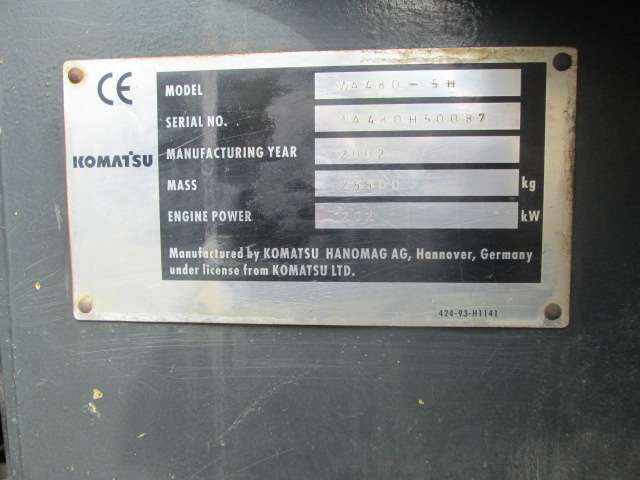 CE
KOMATSU
MODEL WA480-5H
SERIAL NO. WA480H50087
MANUFACTURING YEAR 2002
MASS 25500 kg
ENGINE POWER kW
Manufactured by KOMATSU HANOMAG AG, Hannover, Germany
under license from KOMATSU LTD.
424-93-H1141